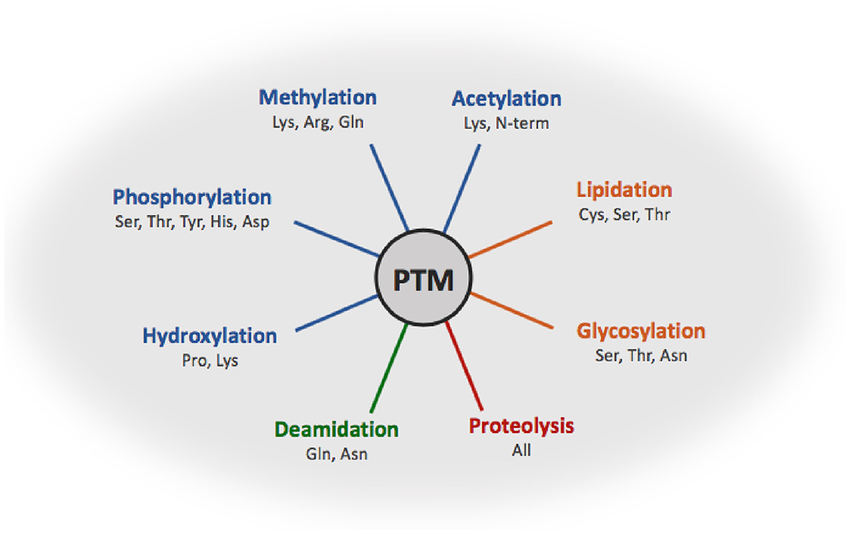 Methylation
Lys, Arg, Gln
Acetylation
Lys, N-term
Phosphorylation
Ser, Thr, Tyr, His, Asp
Lipidation
Cys, Ser, Thr
PTM
Hydroxylation
Pro, Lys
Glycosylation
Ser, Thr, Asn
Deamidation
Gln, Asn
Proteolysis
All